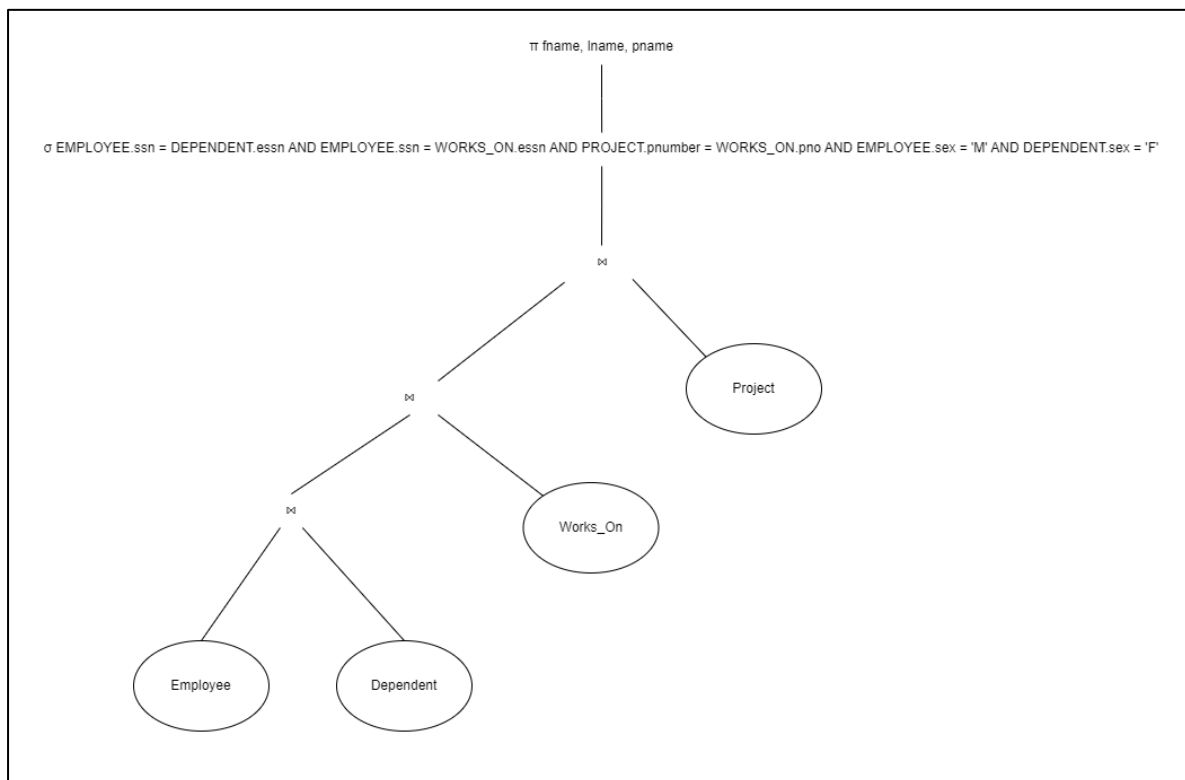 π fname, lname, pname
σ EMPLOYEE.ssn = DEPENDENT.essn AND EMPLOYEE.ssn = WORKS_ON.essn AND PROJECT.pnumber = WORKS_ON.pno AND EMPLOYEE.sex = 'M' AND DEPENDENT.sex = 'F'
⋈
Project
⋈
⋈
Works_On
Employee
Dependent